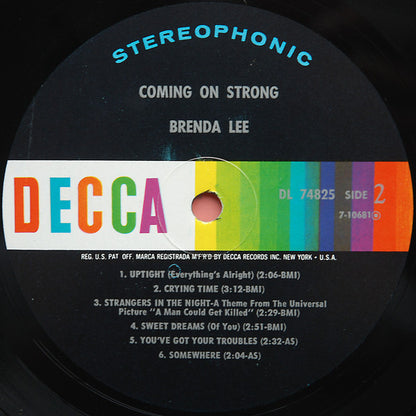 STEREOPHONIC
COMING ON STRONG
BRENDA LEE
DECCA
DL 74825 SIDE 2
7-10681
REG. U.S. PAT. OFF. MARCA REGISTRADA M'F'R'D BY DECCA RECORDS INC. NEW YORK - U.S.A.
1. UPTIGHT (Everything's Alright) (2:06-BMI)
2. CRYING TIME (3:12-BMI)
3. STRANGERS IN THE NIGHT-A Theme From The Universal
Picture "A Man Could Get Killed" (2:29-BMI)
4. SWEET DREAMS (Of You) (2:51-BMI)
5. YOU'VE GOT YOUR TROUBLES (2:32-AS)
6. SOMEWHERE (2:04-AS)